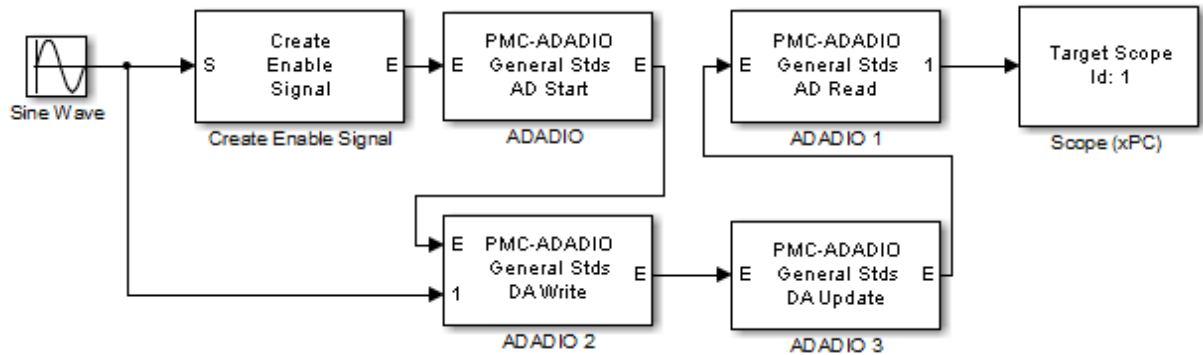 Sine Wave
S
Create
Enable
Signal
E
Create Enable Signal
E
PMC-ADADIO
General Stds
AD Start
E
ADADIO
E
PMC-ADADIO
General Stds
AD Read
1
ADADIO 1
Target Scope
Id: 1
Scope (xPC)
E
1
PMC-ADADIO
General Stds
DA Write
E
ADADIO 2
E
PMC-ADADIO
General Stds
DA Update
E
ADADIO 3